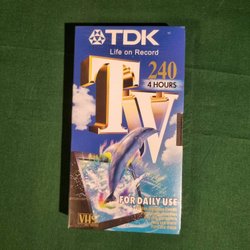 TDK
Life on Record
TV
240
4 HOURS
FOR DAILY USE
VHS